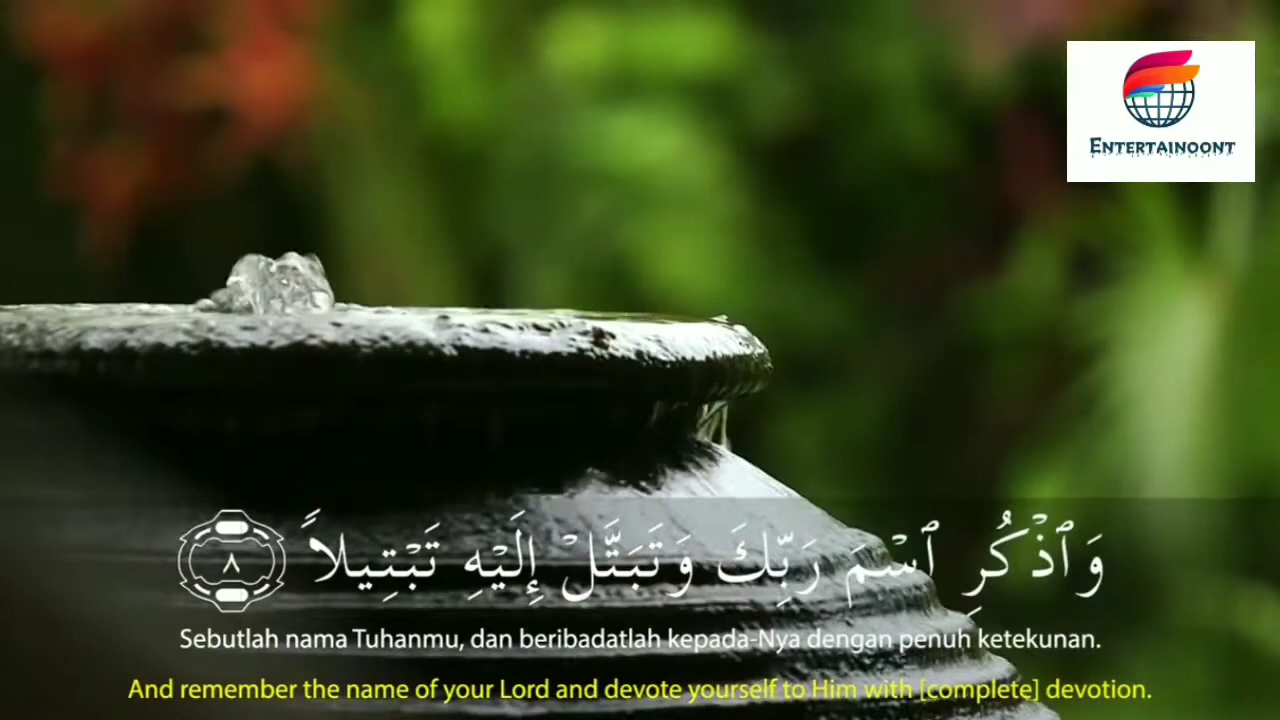 ENTERTAINOONT
وَٱذْكُرِ ٱسْمَ رَبِّكَ وَتَبَتَّلْ إِلَيْهِ تَبْتِيلاً ٨
Sebutlah nama Tuhanmu, dan beribadatlah kepada-Nya dengan penuh ketekunan.
And remember the name of your Lord and devote yourself to Him with [complete] devotion.